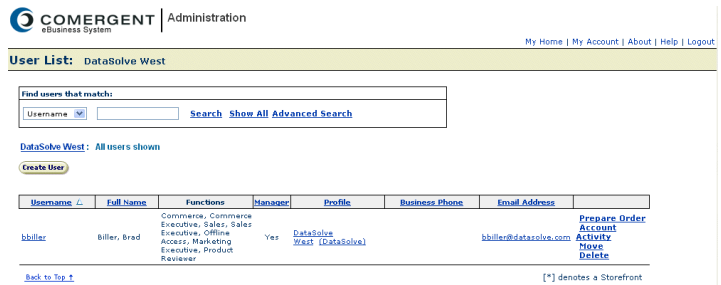 COMERGENT
eBusiness System
Administration
My Home | My Account | About | Help | Logout
User List: DataSolve West
Find users that match:
Username Search Show All Advanced Search
DataSolve West : All users shown
Create User
Username Full Name Functions Manager Profile Business Phone Email Address
bbiller Biller, Brad Commerce, Commerce Executive, Sales, Sales Executive, Offline Access, Marketing Executive, Product Reviewer Yes DataSolve West (DataSolve) bbiller@datasolve.com Prepare Order Account Activity Move Delete
Back to Top ↑ [*] denotes a Storefront